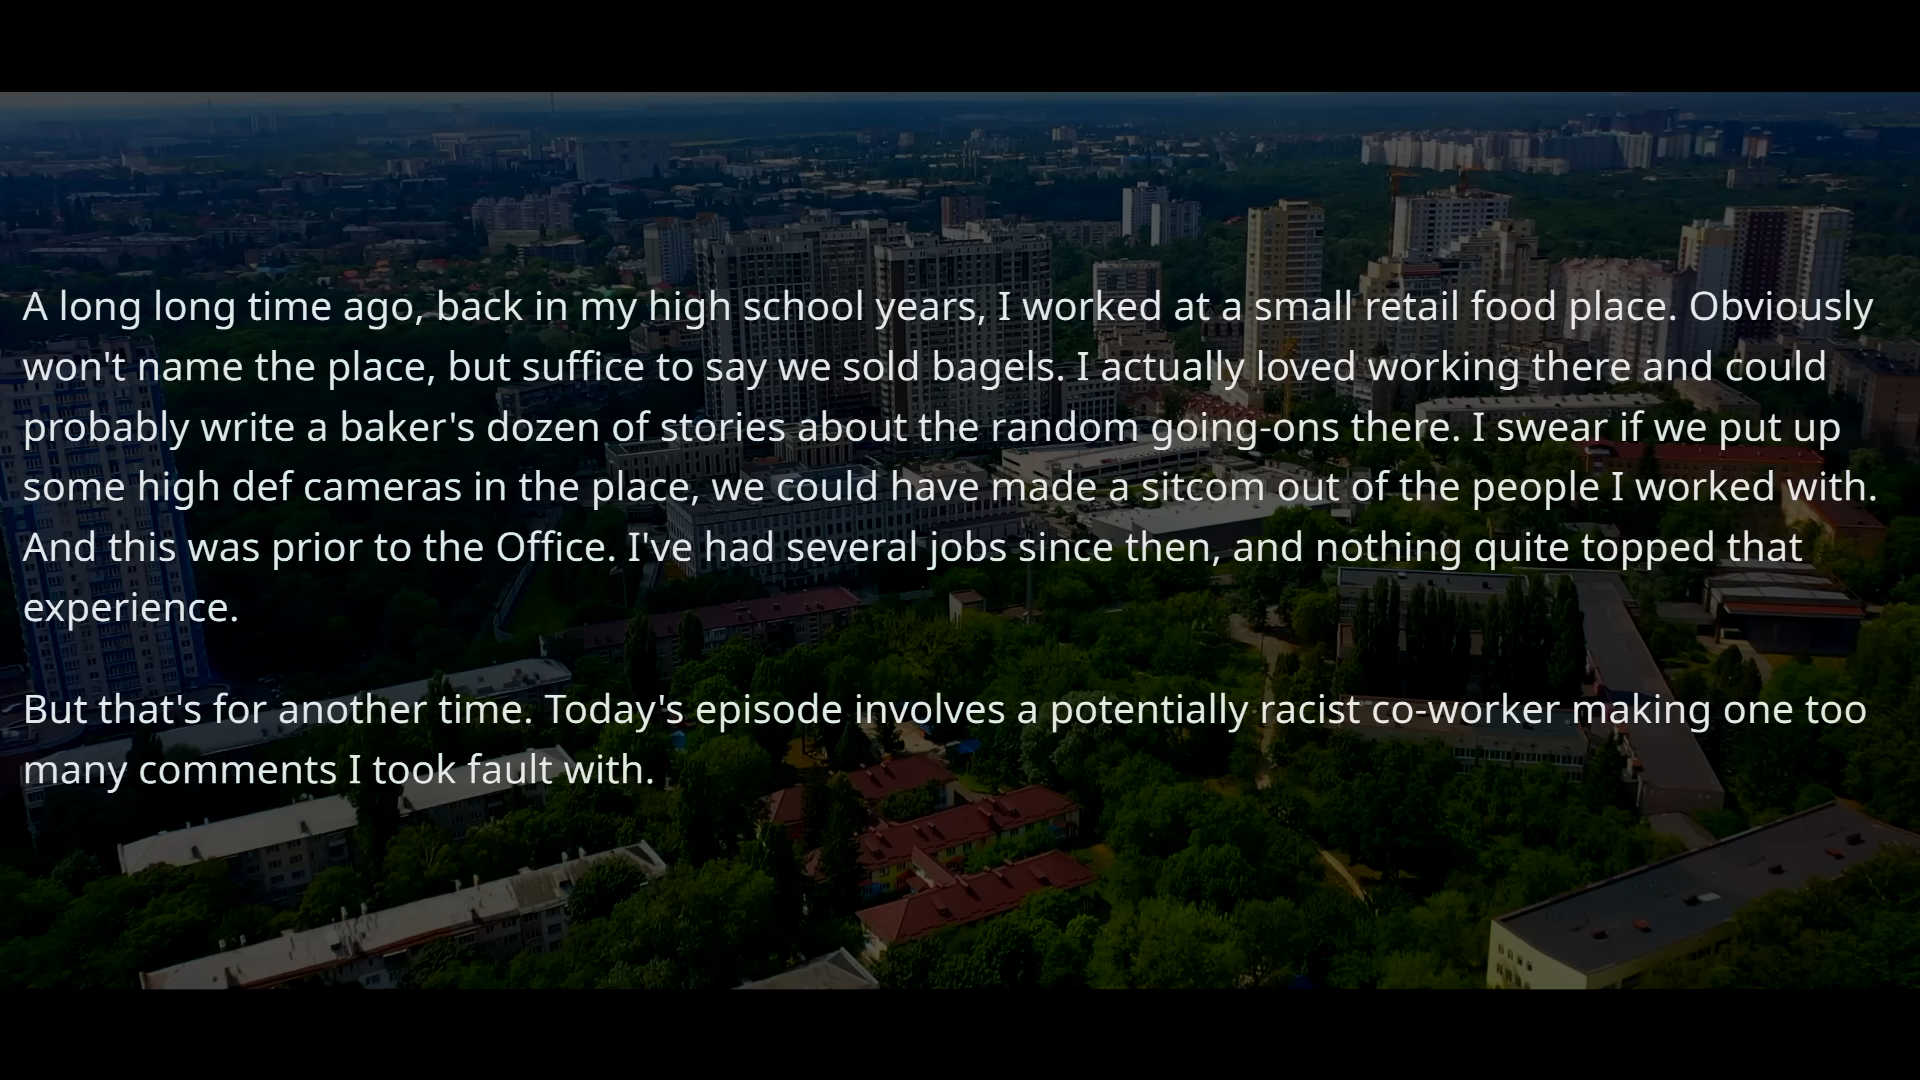 A long long time ago, back in my high school years, I worked at a small retail food place. Obviously
won't name the place, but suffice to say we sold bagels. I actually loved working there and could
probably write a baker's dozen of stories about the random going-ons there. I swear if we put up
some high def cameras in the place, we could have made a sitcom out of the people I worked with.
And this was prior to the Office. I've had several jobs since then, and nothing quite topped that
experience.
But that's for another time. Today's episode involves a potentially racist co-worker making one too
many comments I took fault with.